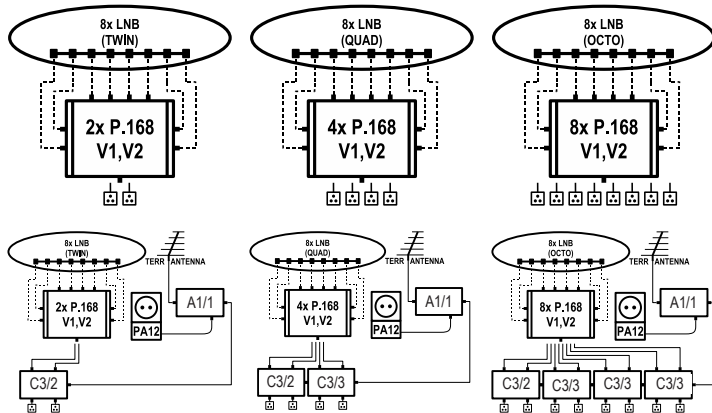 8x LNB
(TWIN)
2x P.168
V1,V2
8x LNB
(QUAD)
4x P.168
V1,V2
8x LNB
(OCTO)
8x P.168
V1,V2
8x LNB
(TWIN)
TERR ANTENNA
2x P.168
V1,V2
PA12
A1/1
C3/2
8x LNB
(QUAD)
TERR ANTENNA
4x P.168
V1,V2
PA12
A1/1
C3/2 C3/3
8x LNB
(OCTO)
TERR ANTENNA
8x P.168
V1,V2
PA12
A1/1
C3/2 C3/3 C3/3 C3/3